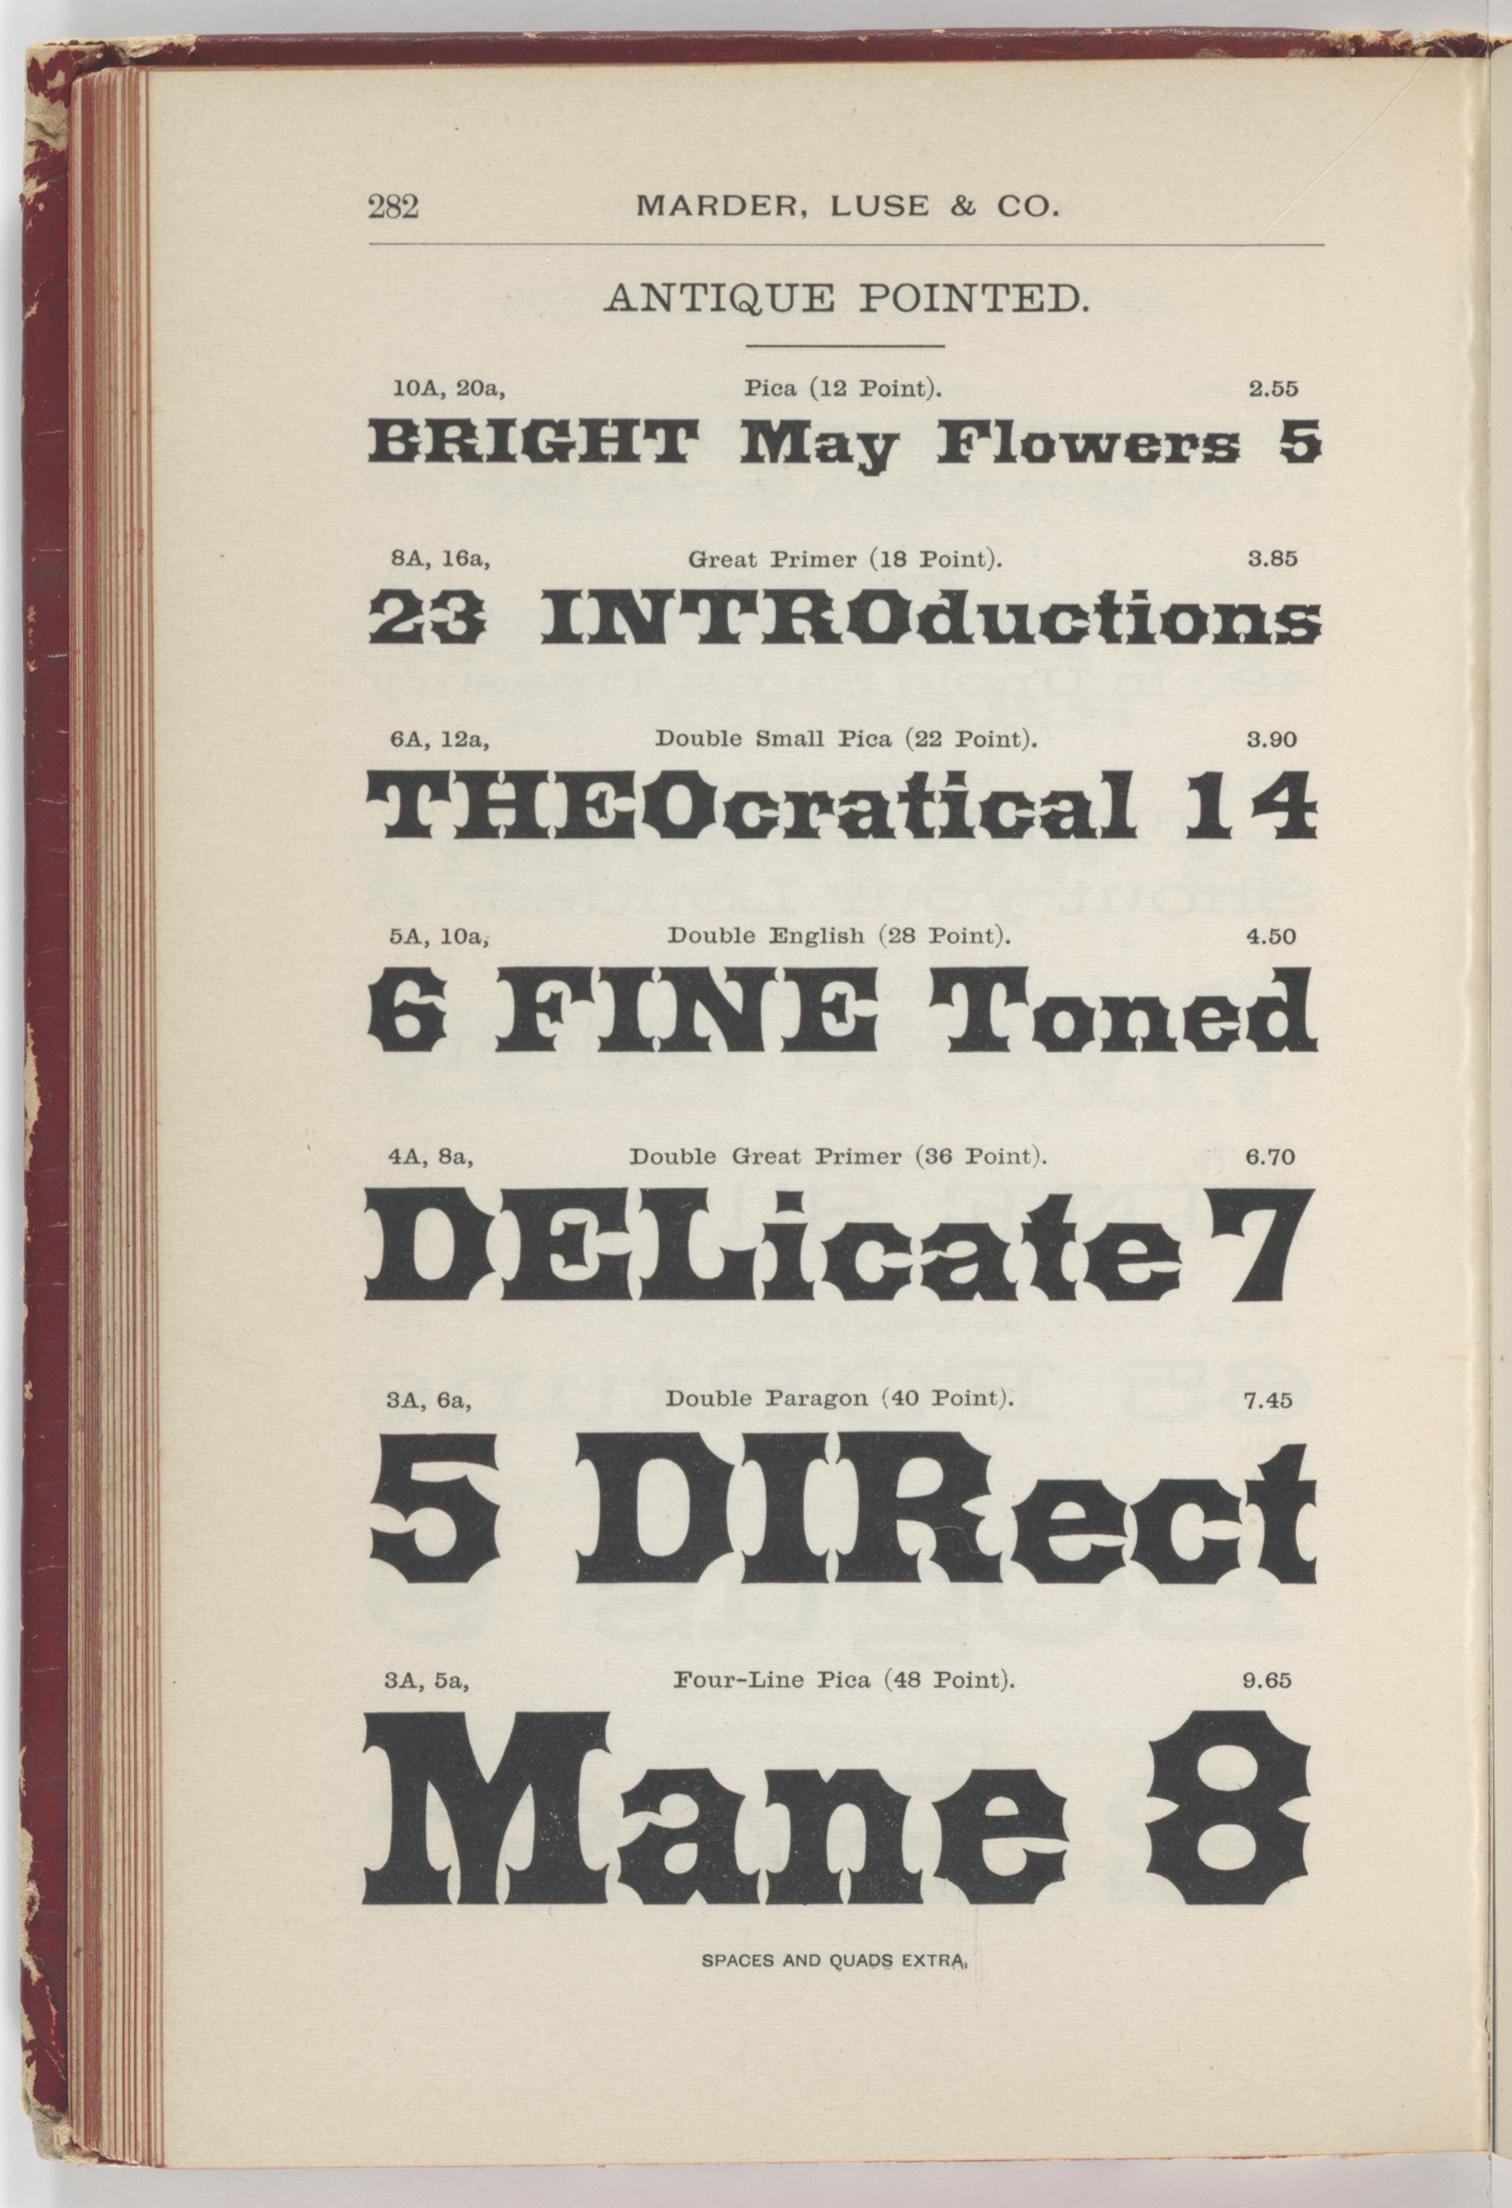 282 MARDER, LUSE & CO.
ANTIQUE POINTED.
10A, 20a, Pica (12 Point). 2.55
BRIGHT May Flowers 5
8A, 16a, Great Primer (18 Point). 3.85
23 INTROductions
6A, 12a, Double Small Pica (22 Point). 3.90
THEOcratical 14
5A, 10a, Double English (28 Point). 4.50
6 FINE Toned
4A, 8a, Double Great Primer (36 Point). 6.70
DELicate 7
3A, 6a, Double Paragon (40 Point). 7.45
5 DIRect
3A, 5a, Four-Line Pica (48 Point). 9.65
Mane 8
SPACES AND QUADS EXTRA,